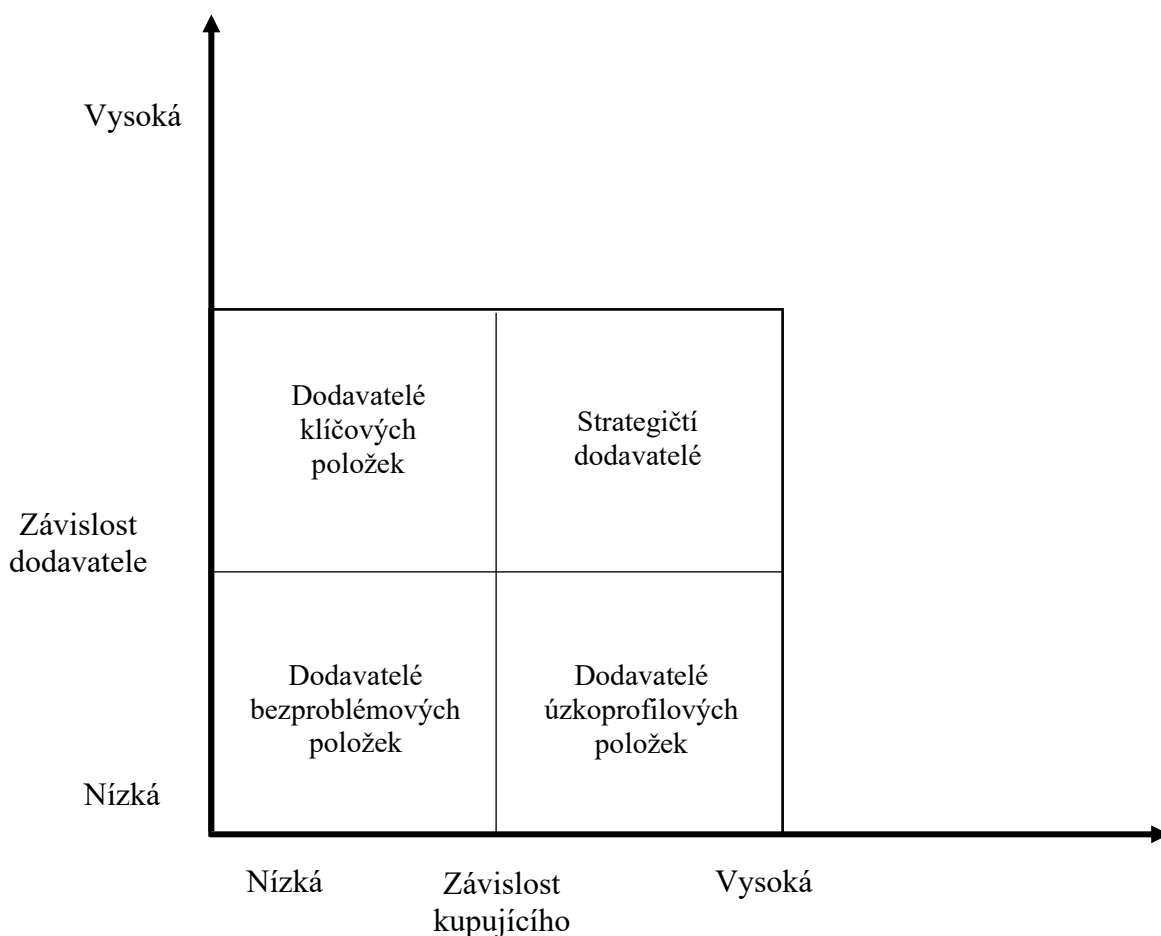 Vysoká
Dodavatelé
klíčových
položek
Strategičtí
dodavatelé
Závislost
dodavatele
Dodavatelé
bezproblémových
položek
Dodavatelé
úzkoprofilových
položek
Nízká
Nízká
Závislost
kupujícího
Vysoká